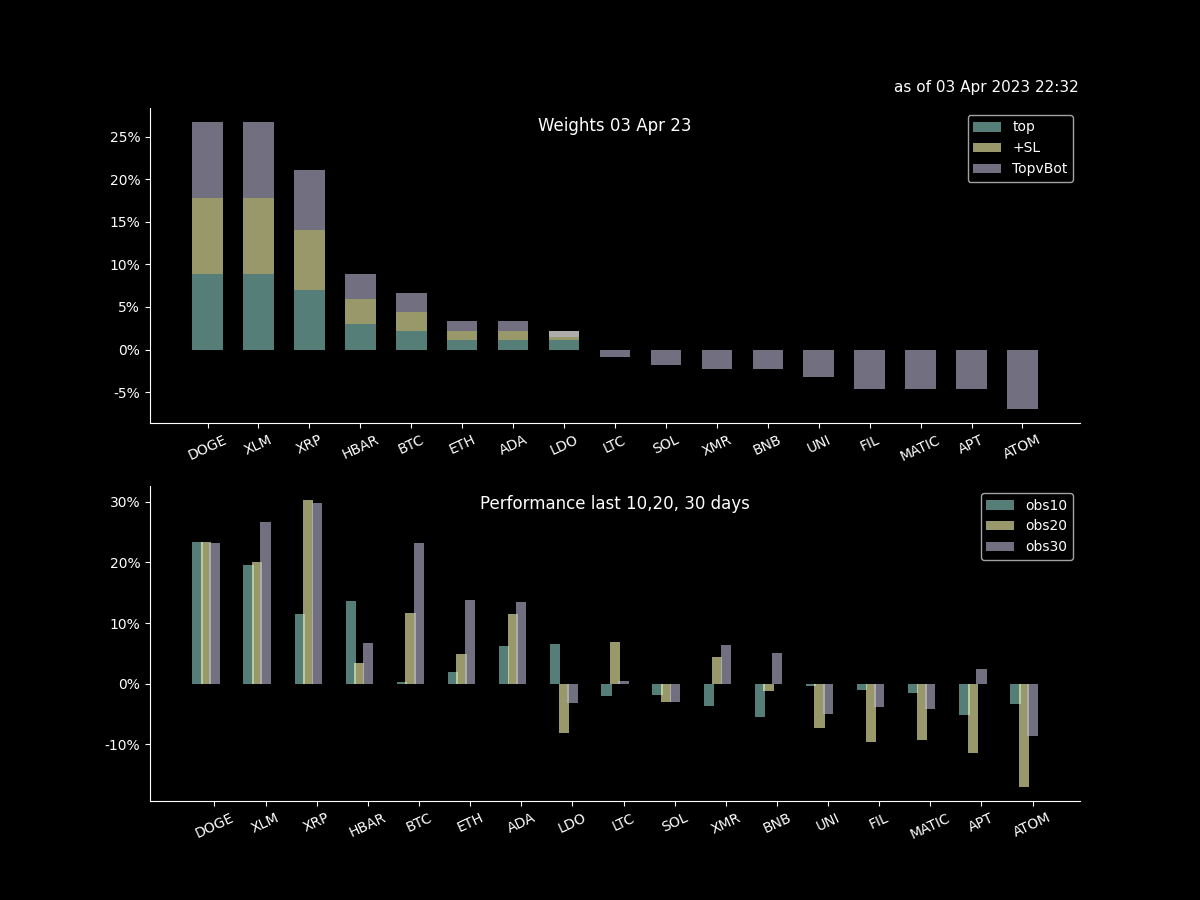 as of 03 Apr 2023 22:32
Weights 03 Apr 23
top
+SL
TopvBot
25%
20%
15%
10%
5%
0%
-5%
DOGE XLM XRP HBAR BTC ETH ADA LDO LTC SOL XMR BNB UNI FIL MATIC APT ATOM
Performance last 10,20, 30 days
obs10
obs20
obs30
30%
20%
10%
0%
-10%
DOGE XLM XRP HBAR BTC ETH ADA LDO LTC SOL XMR BNB UNI FIL MATIC APT ATOM